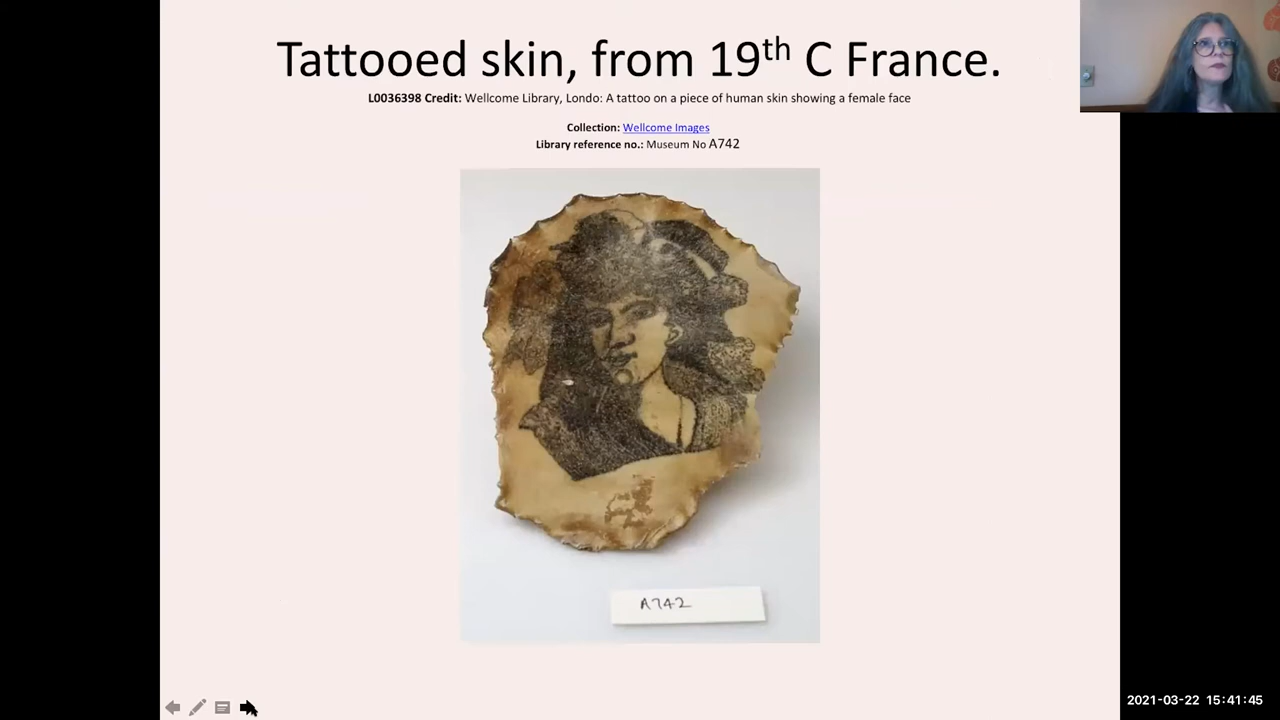 Tattooed skin, from 19th C France.
L0036398 Credit: Wellcome Library, Londo: A tattoo on a piece of human skin showing a female face
Collection: Wellcome Images
Library reference no.: Museum No A742
A742
2021-03-22 15:41:45